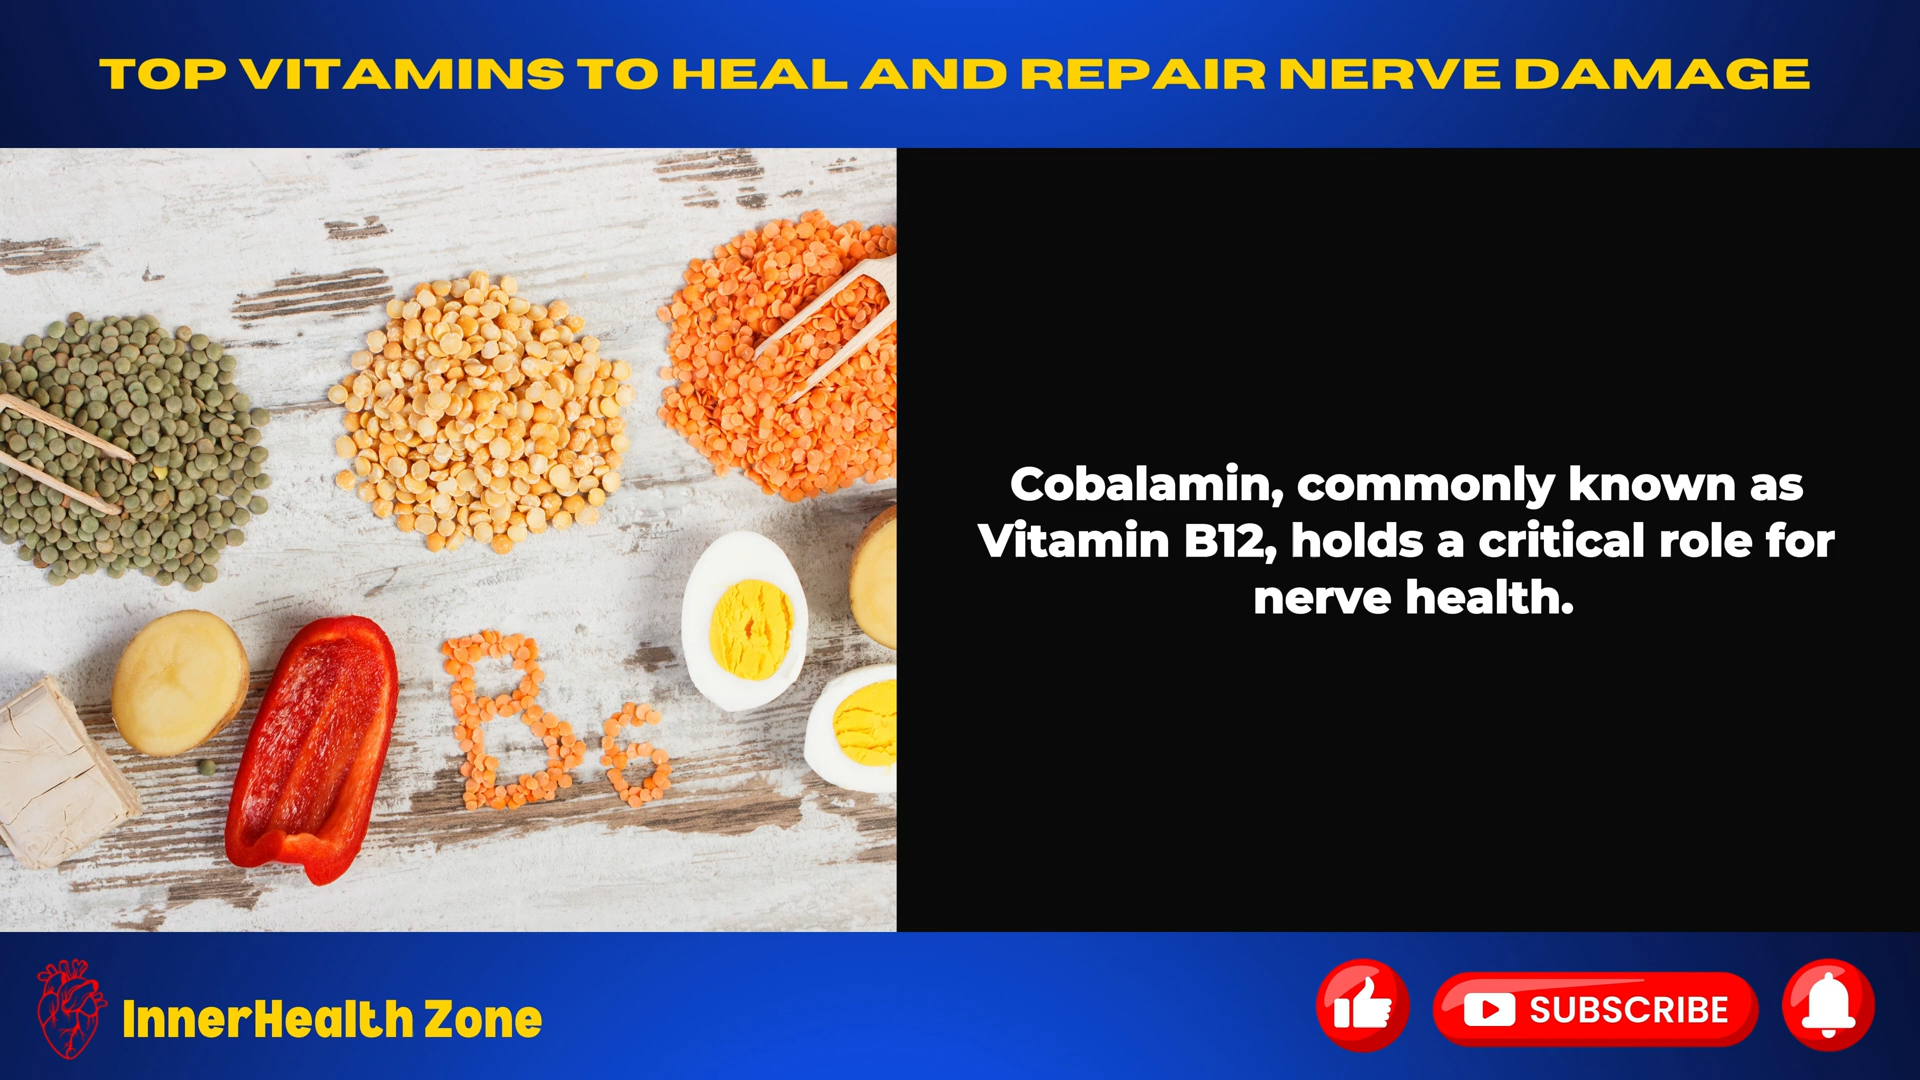 TOP VITAMINS TO HEAL AND REPAIR NERVE DAMAGE
B6
Cobalamin, commonly known as
Vitamin B12, holds a critical role for
nerve health.
InnerHealth Zone
SUBSCRIBE